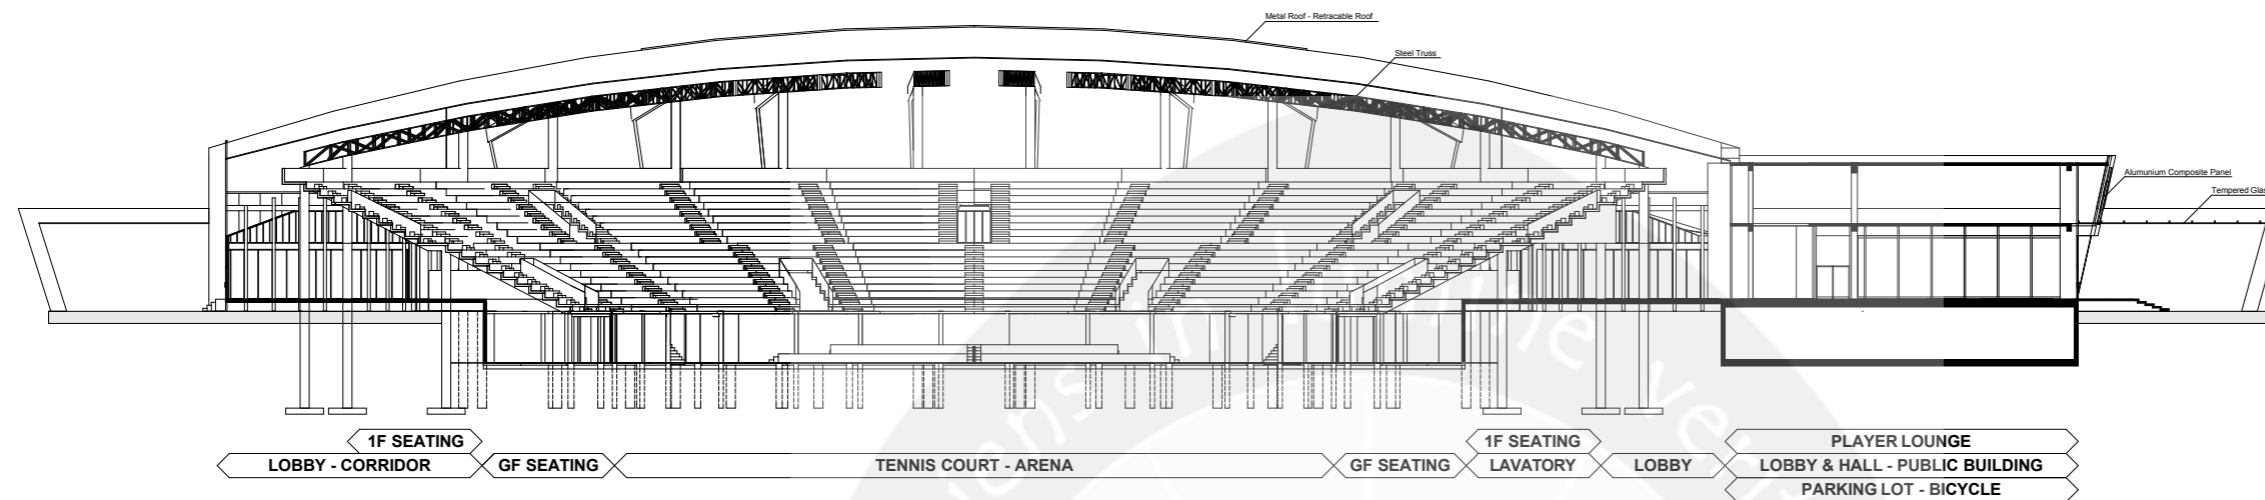 Metal Roof - Retracable Roof
Steel Truss
Alumunium Composite Panel
Tempered Glas
1F SEATING
1F SEATING
PLAYER LOUNGE
LOBBY - CORRIDOR
GF SEATING
TENNIS COURT - ARENA
GF SEATING
LAVATORY
LOBBY
LOBBY & HALL - PUBLIC BUILDING
PARKING LOT - BICYCLE